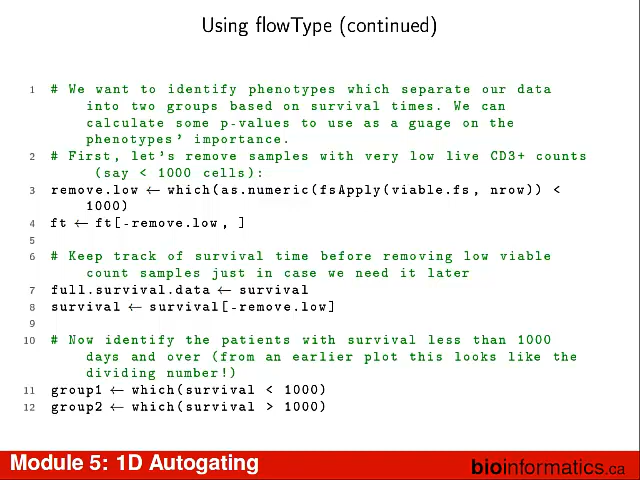 Using flowType (continued)
1 # We want to identify phenotypes which separate our data
into two groups based on survival times. We can
calculate some p-values to use as a guage on the
phenotypes' importance.
2 # First, let's remove samples with very low live CD3+ counts
(say < 1000 cells):
3 remove.low ← which(as.numeric(fsApply(viable.fs, nrow)) <
1000)
4 ft ← ft[-remove.low, ]
5
6 # Keep track of survival time before removing low viable
count samples just in case we need it later
7 full.survival.data ← survival
8 survival ← survival[-remove.low]
9
10 # Now identify the patients with survival less than 1000
days and over (from an earlier plot this looks like the
dividing number!)
11 group1 ← which(survival < 1000)
12 group2 ← which(survival > 1000)
Module 5: 1D Autogating
bioinformatics.ca